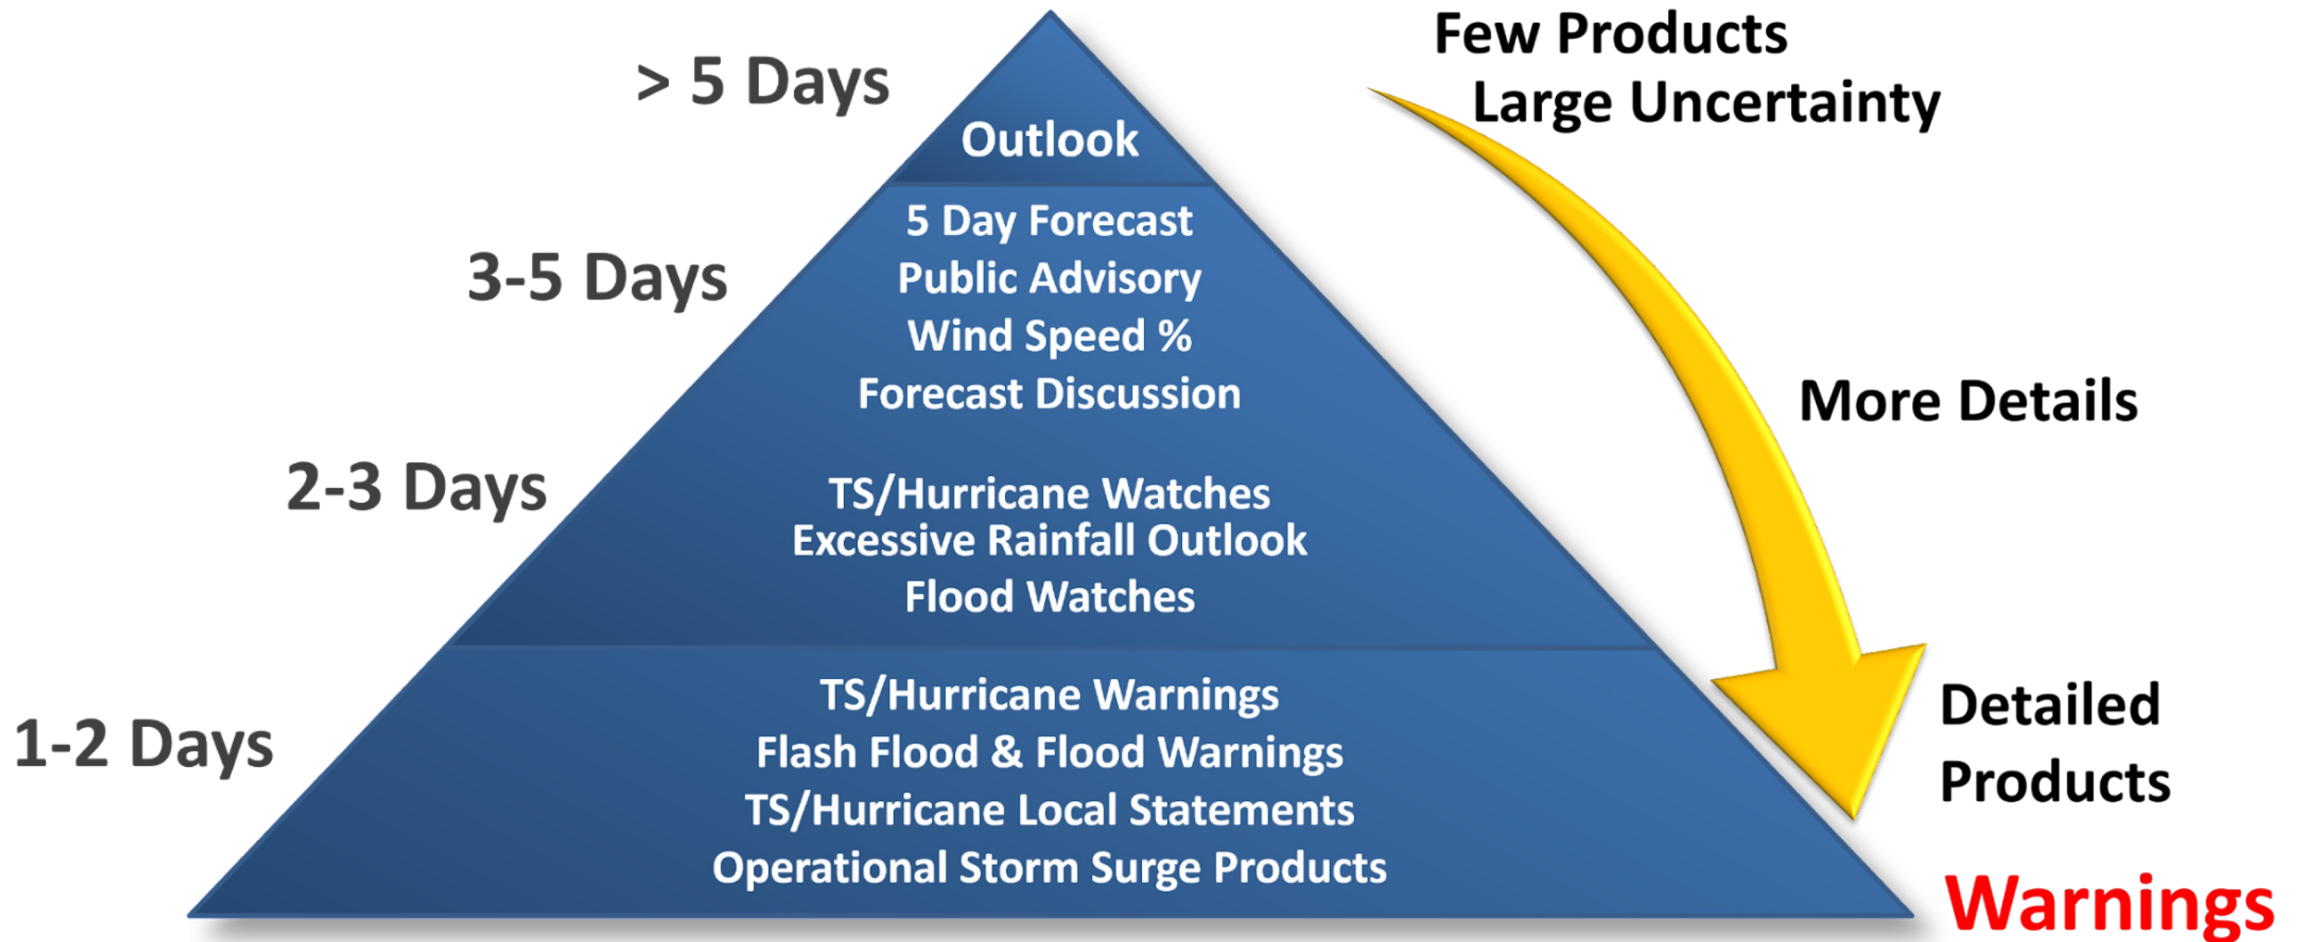 > 5 Days
Outlook
3-5 Days
5 Day Forecast
Public Advisory
Wind Speed %
Forecast Discussion
2-3 Days
TS/Hurricane Watches
Excessive Rainfall Outlook
Flood Watches
1-2 Days
TS/Hurricane Warnings
Flash Flood & Flood Warnings
TS/Hurricane Local Statements
Operational Storm Surge Products
Few Products
Large Uncertainty
More Details
Detailed
Products
Warnings